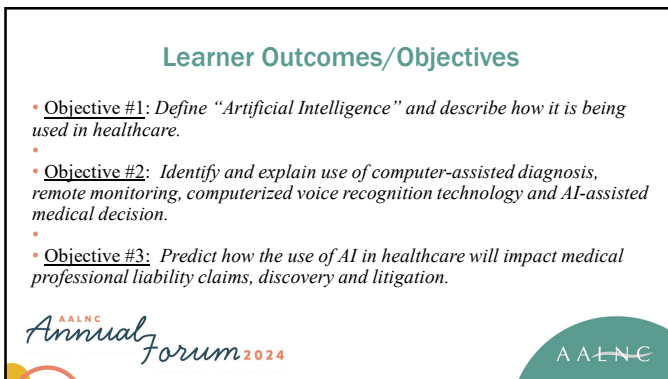 Learner Outcomes/Objectives
• Objective #1: Define “Artificial Intelligence” and describe how it is being
used in healthcare.
•
• Objective #2:  Identify and explain use of computer-assisted diagnosis,
remote monitoring, computerized voice recognition technology and AI-assisted
medical decision.
•
• Objective #3:  Predict how the use of AI in healthcare will impact medical
professional liability claims, discovery and litigation.
AALNC
Annual
Forum 2024
AALNC